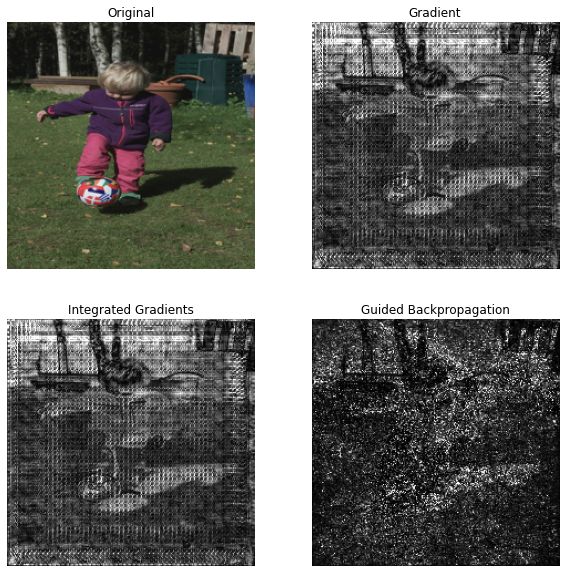 Original
Gradient
Integrated Gradients
Guided Backpropagation